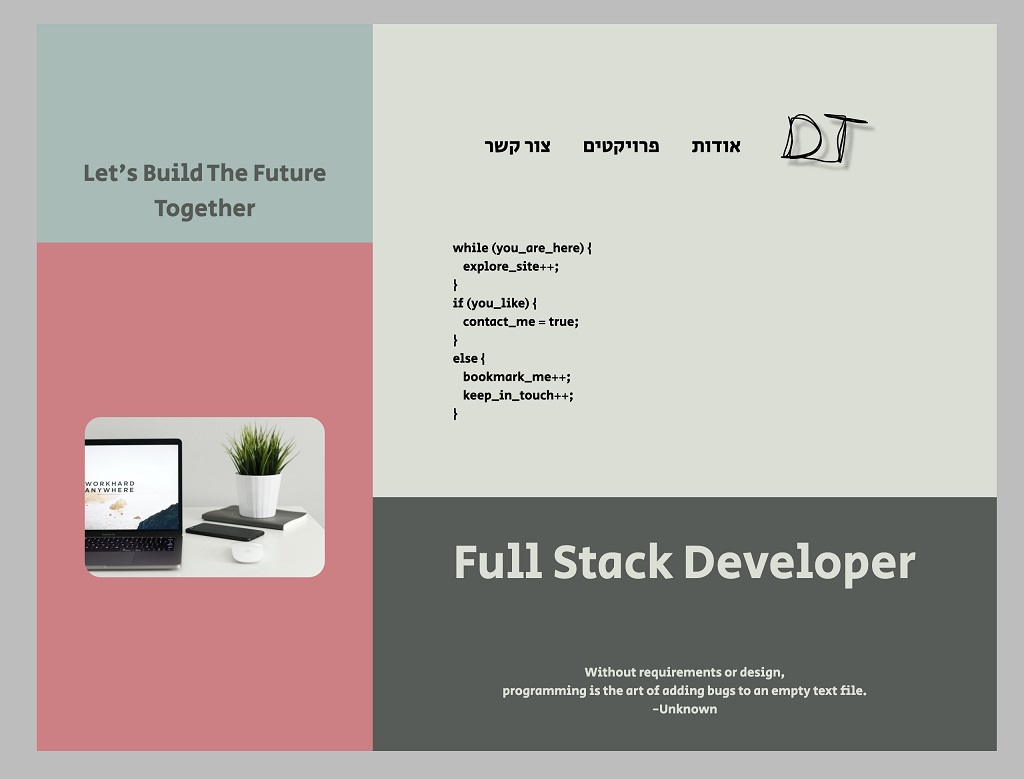 Let's Build The Future
Together
DT
אודות פרויקטים צור קשר
while (you_are_here) {
explore_site++;
}
if (you_like) {
contact_me = true;
}
else {
bookmark_me++;
keep_in_touch++;
}
WORKHARD
ANYWHERE
Full Stack Developer
Without requirements or design,
programming is the art of adding bugs to an empty text file.
-Unknown